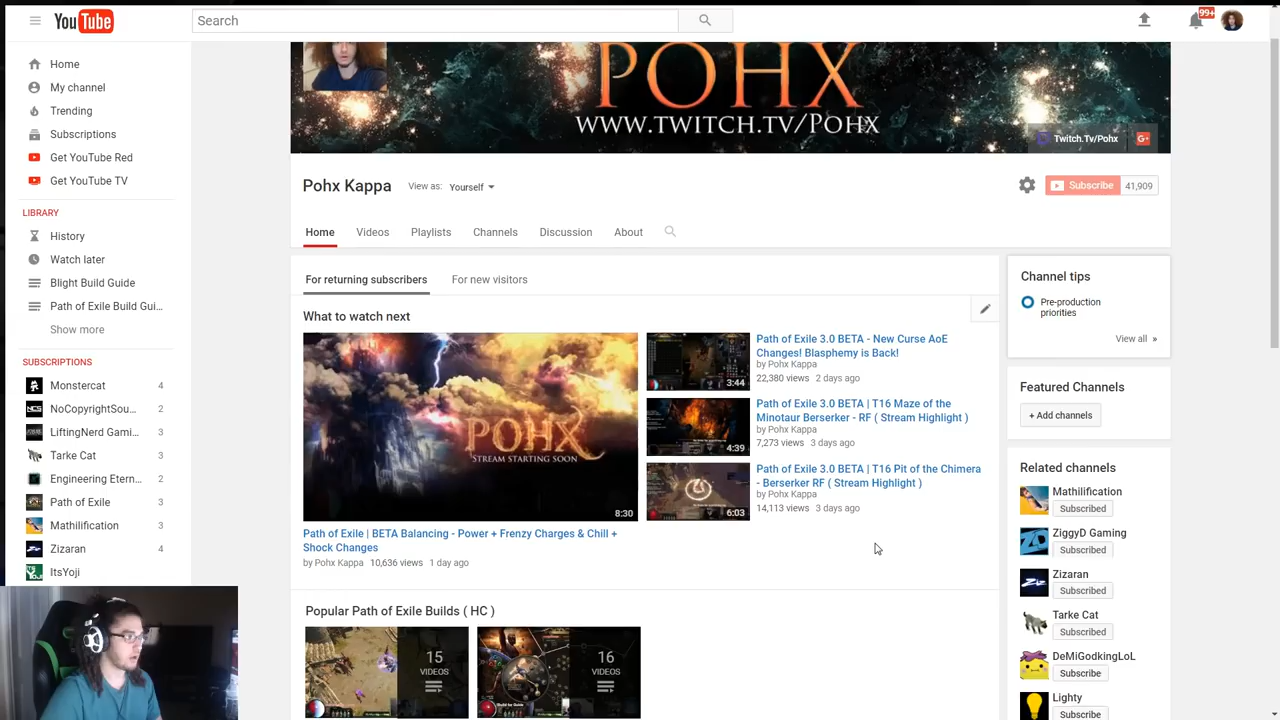 YouTube
Search
99+
Home
My channel
Trending
Subscriptions
Get YouTube Red
Get YouTube TV
LIBRARY
History
Watch later
Blight Build Guide
Path of Exile Build Gui...
Show more
SUBSCRIPTIONS
Monstercat 4
NoCopyrightSou... 2
LiftingNerd Gami... 3
Tarke Cat 3
Engineering Etern... 2
Path of Exile 3
Mathilification 3
Zizaran 4
ItsYoji
POHX
WWW.TWITCH.TV/POHX
Twitch.Tv/Pohx
G+
Pohx Kappa
View as: Yourself
Subscribe 41,909
Home Videos Playlists Channels Discussion About
For returning subscribers For new visitors
What to watch next
POHX
STREAM STARTING SOON
8:30
Path of Exile | BETA Balancing - Power + Frenzy Charges & Chill +
Shock Changes
by Pohx Kappa 10,636 views 1 day ago
3:44
Path of Exile 3.0 BETA - New Curse AoE
Changes! Blasphemy is Back!
by Pohx Kappa
22,380 views 2 days ago
4:39
Path of Exile 3.0 BETA | T16 Maze of the
Minotaur Berserker - RF ( Stream Highlight )
by Pohx Kappa
7,273 views 3 days ago
6:03
Path of Exile 3.0 BETA | T16 Pit of the Chimera
- Berserker RF ( Stream Highlight )
by Pohx Kappa
14,113 views 3 days ago
Popular Path of Exile Builds ( HC )
15
VIDEOS
16
VIDEOS
Channel tips
Pre-production
priorities
View all »
Featured Channels
+ Add channels
Related channels
Mathilification
Subscribed
ZiggyD Gaming
Subscribed
Zizaran
Subscribed
Tarke Cat
Subscribed
DeMiGodkingLoL
Subscribe
Lighty
Subscribe